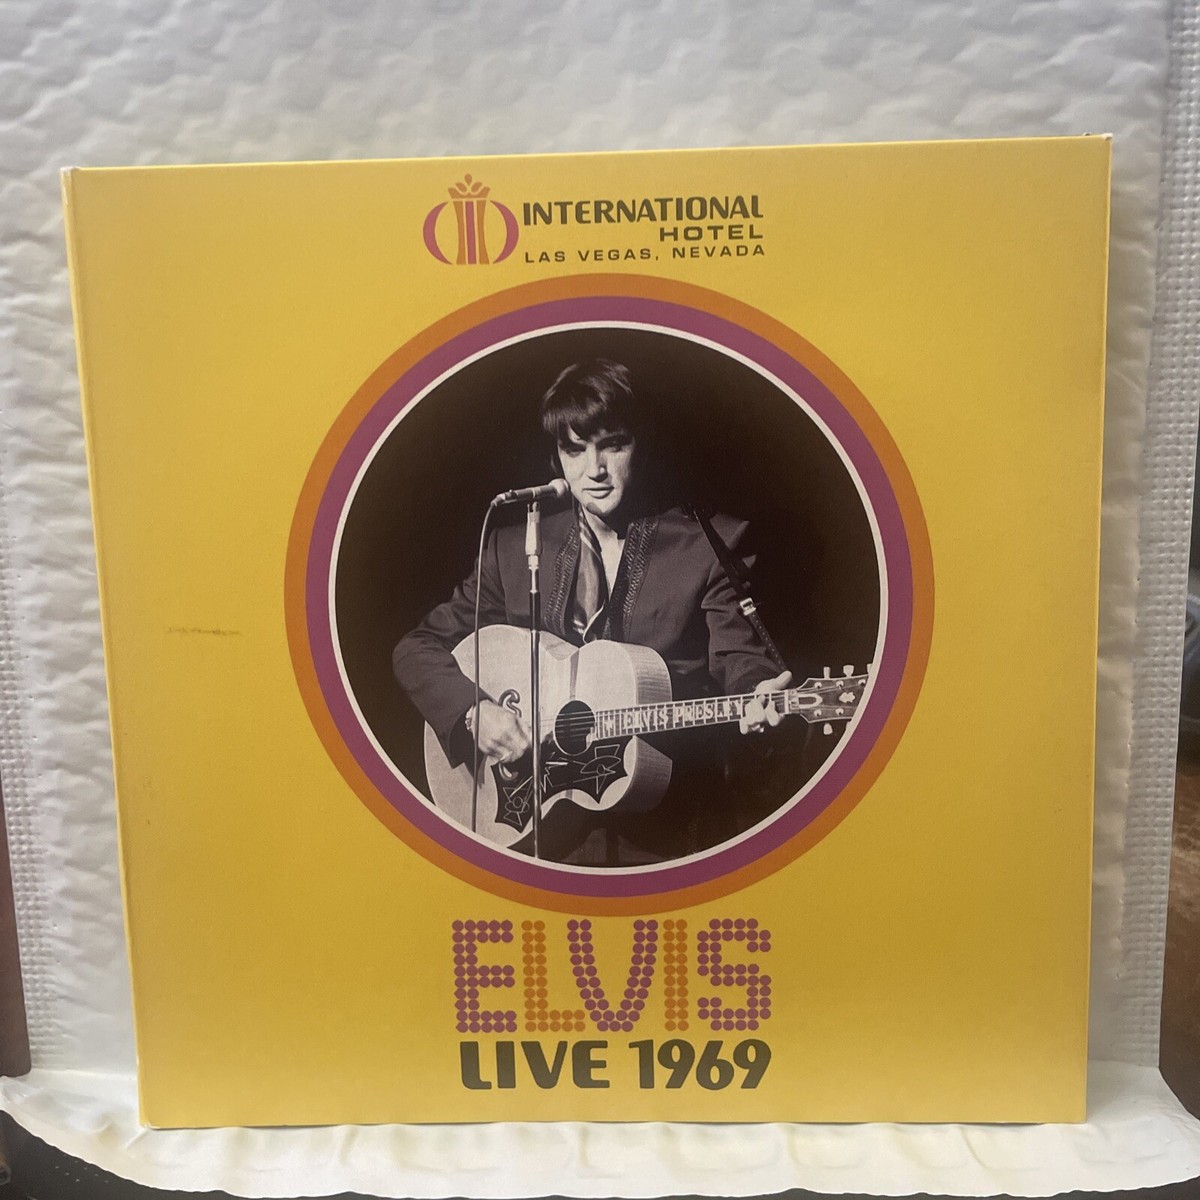 INTERNATIONAL
HOTEL
LAS VEGAS, NEVADA
ELVIS PRESLEY
ELVIS
LIVE 1969